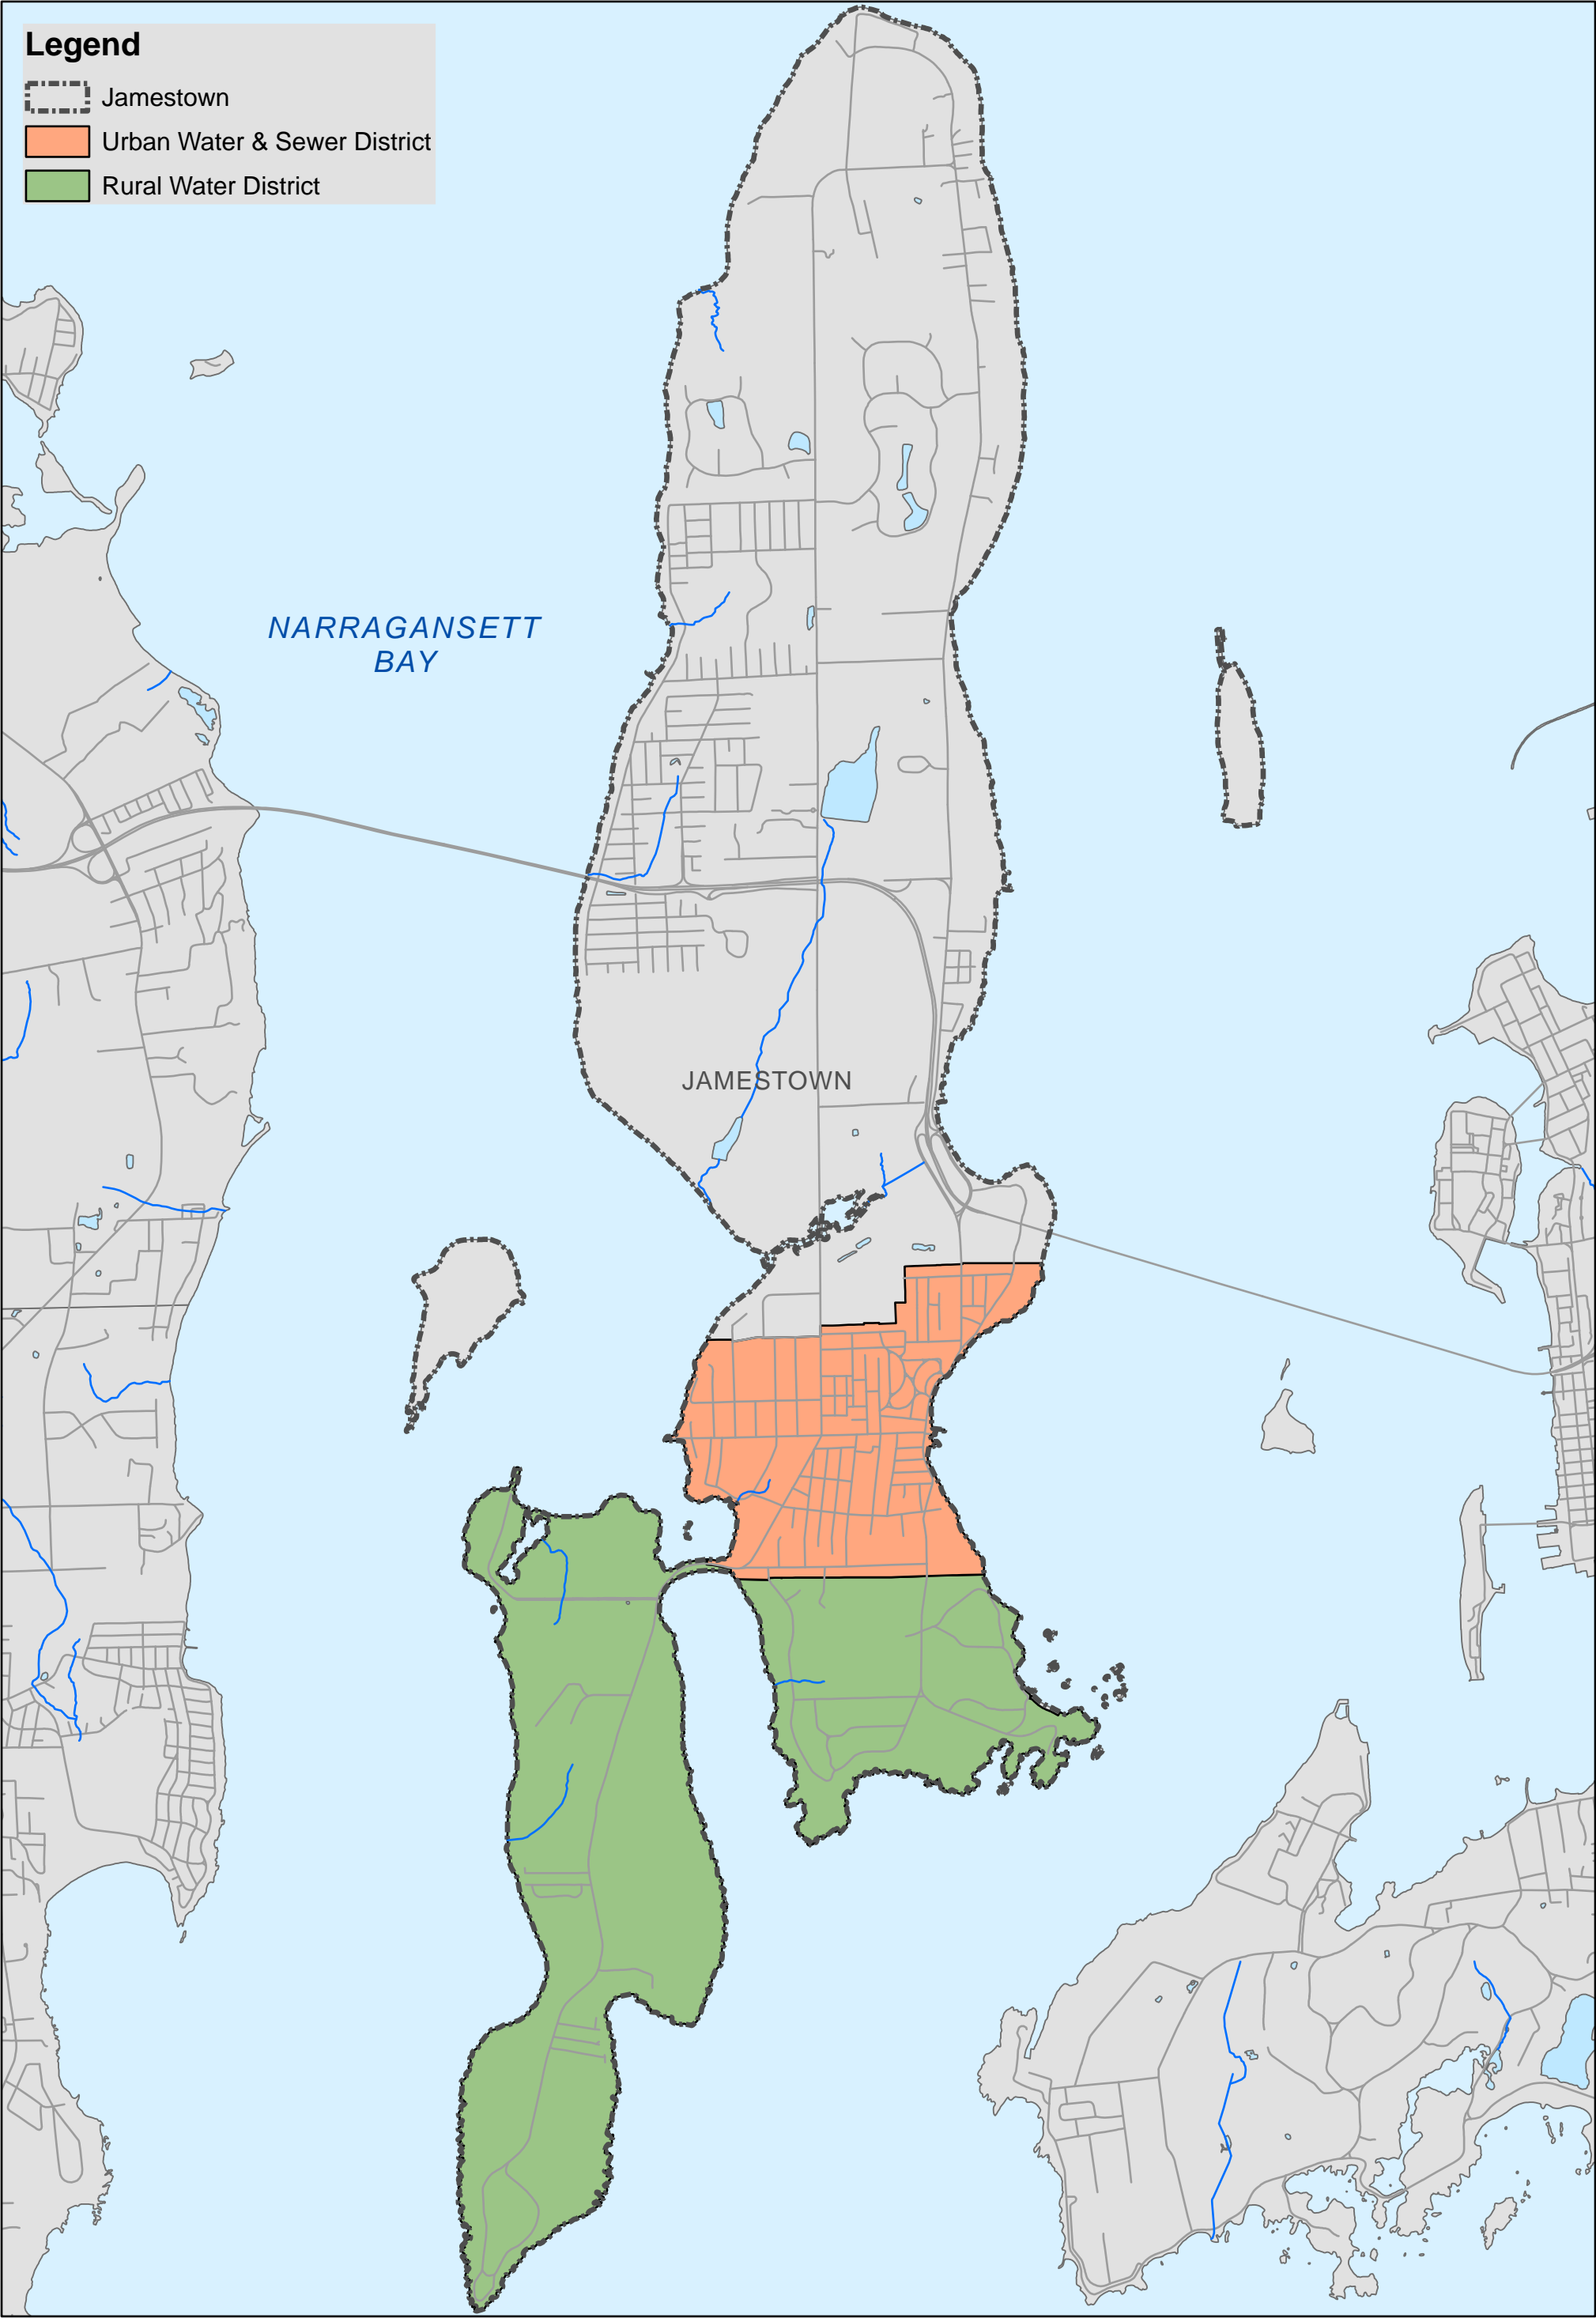 Legend
Jamestown
Urban Water & Sewer District
Rural Water District
NARRAGANSETT
BAY
JAMESTOWN